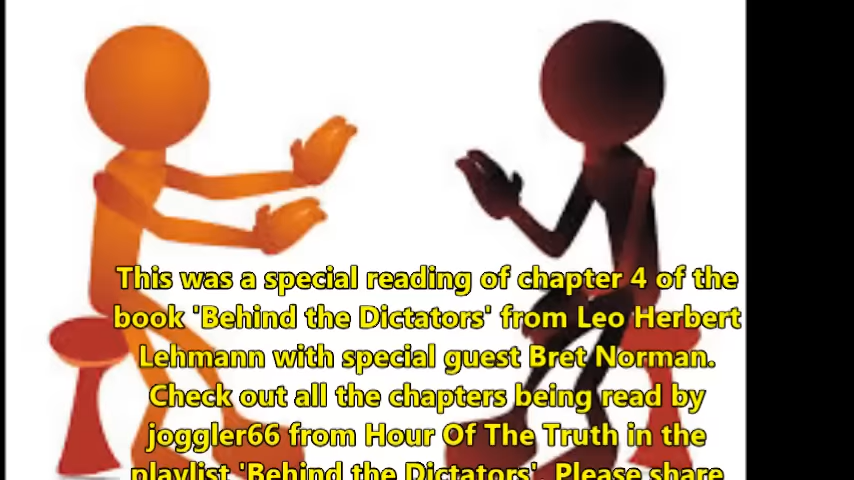 This was a special reading of chapter 4 of the
book 'Behind the Dictators' from Leo Herbert
Lehmann with special guest Bret Norman.
Check out all the chapters being read by
joggler66 from Hour Of The Truth in the
playlist 'Behind the Dictators'. Please share